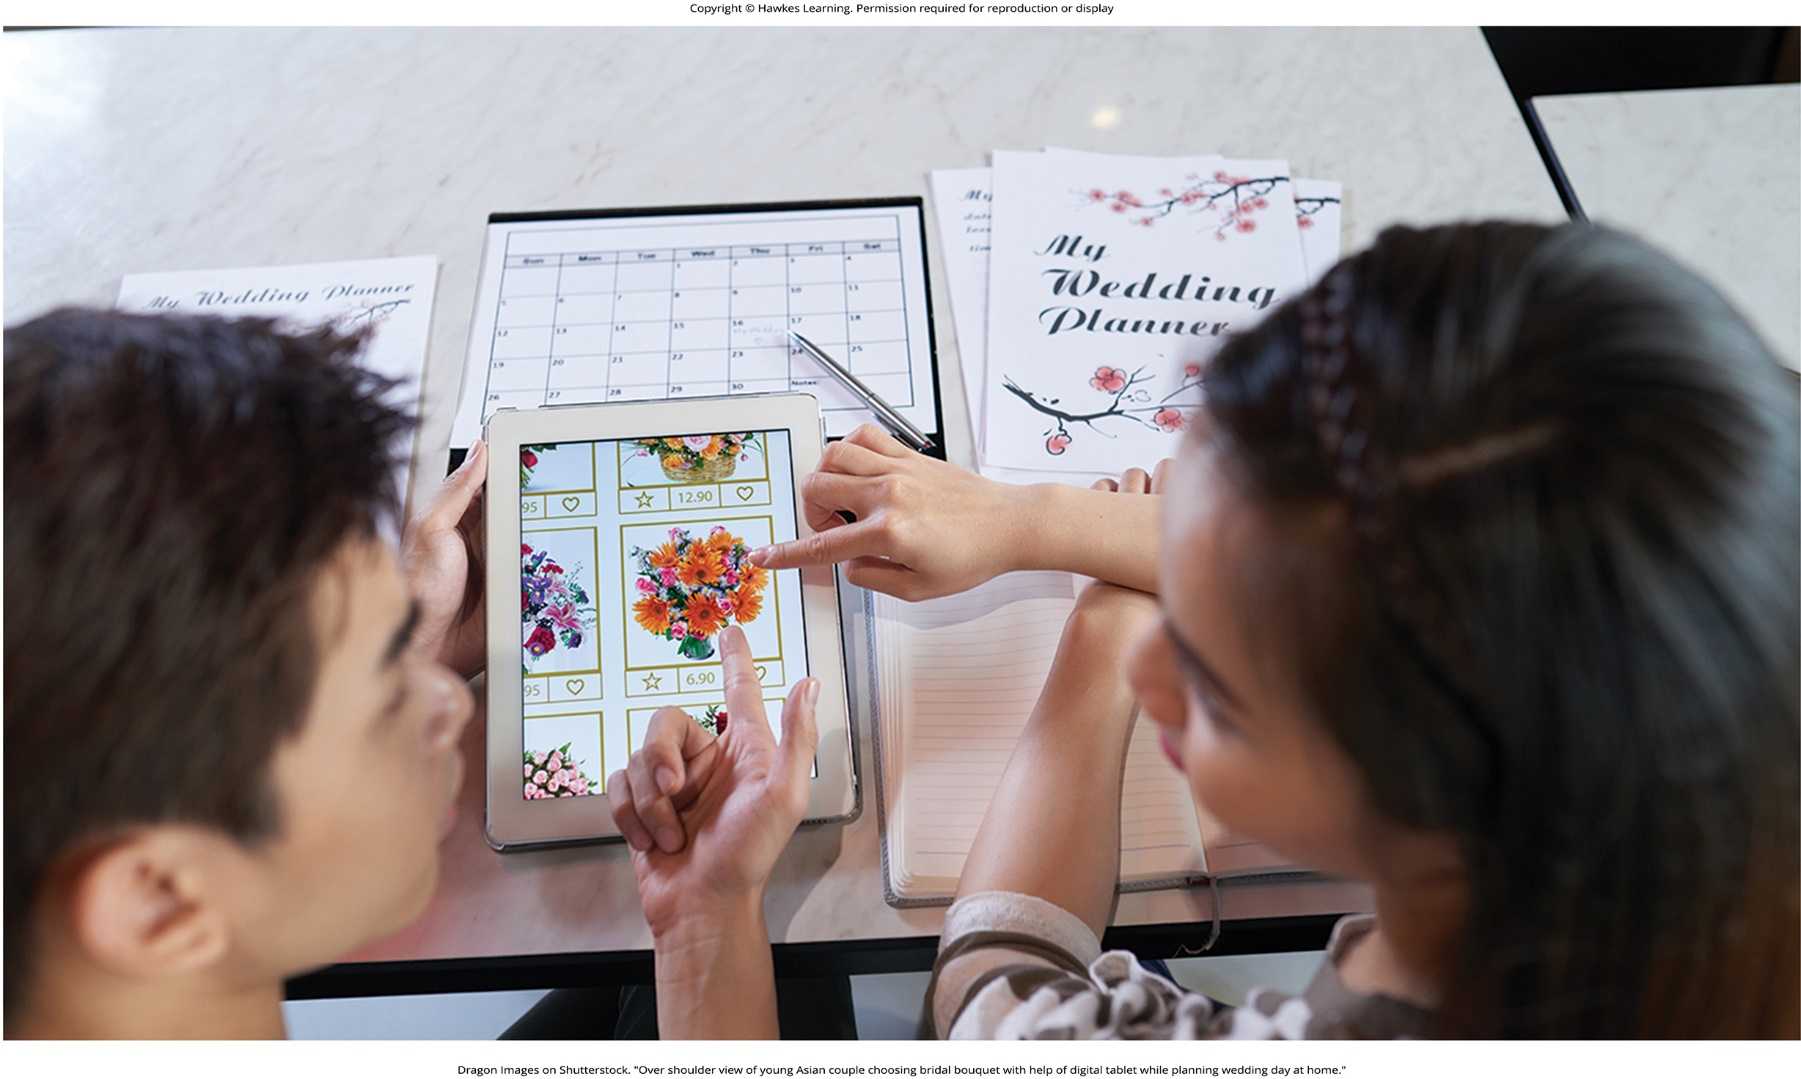 Copyright © Hawkes Learning. Permission required for reproduction or display
My Wedding Planner
Sun Mon Tue Wed Thu Fri Sat
1 2 3 4
5 6 7 8 9 10 11
12 13 14 15 16 17 18
My Wedding
19 20 21 22 23 24 25
26 27 28 29 30 Notes:
My
My
Wedding
Planner
95 12.90
95 6.90
Dragon Images on Shutterstock. "Over shoulder view of young Asian couple choosing bridal bouquet with help of digital tablet while planning wedding day at home."